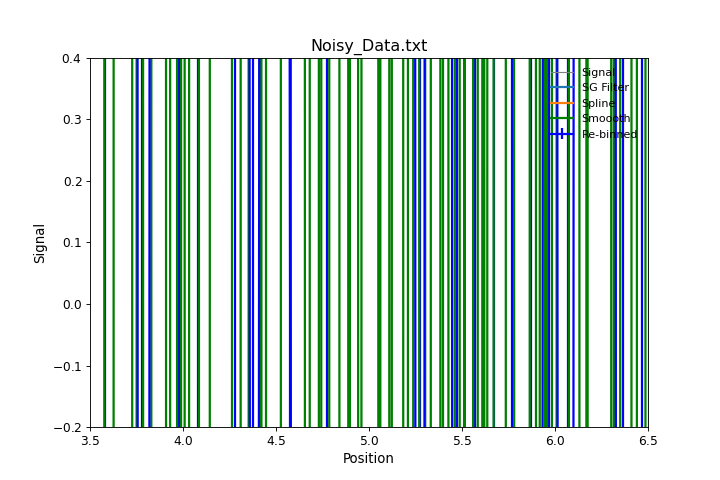 Noisy_Data.txt
0.4
0.3
0.2
0.1
0.0
−0.1
−0.2
Signal
Signal
SG Filter
Spline
Smoooth
Re-binned
3.5 4.0 4.5 5.0 5.5 6.0 6.5
Position